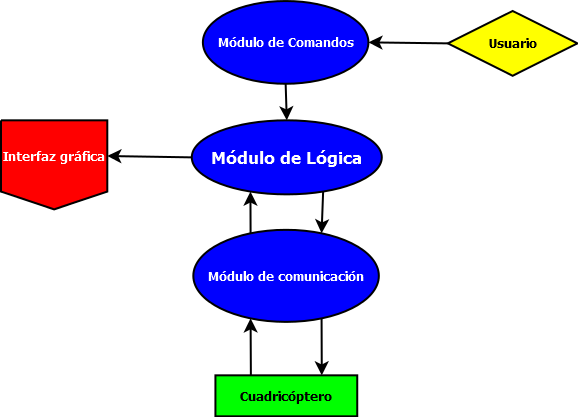 Módulo de Comandos
Usuario
Interfaz gráfica
Módulo de Lógica
Módulo de comunicación
Cuadricóptero